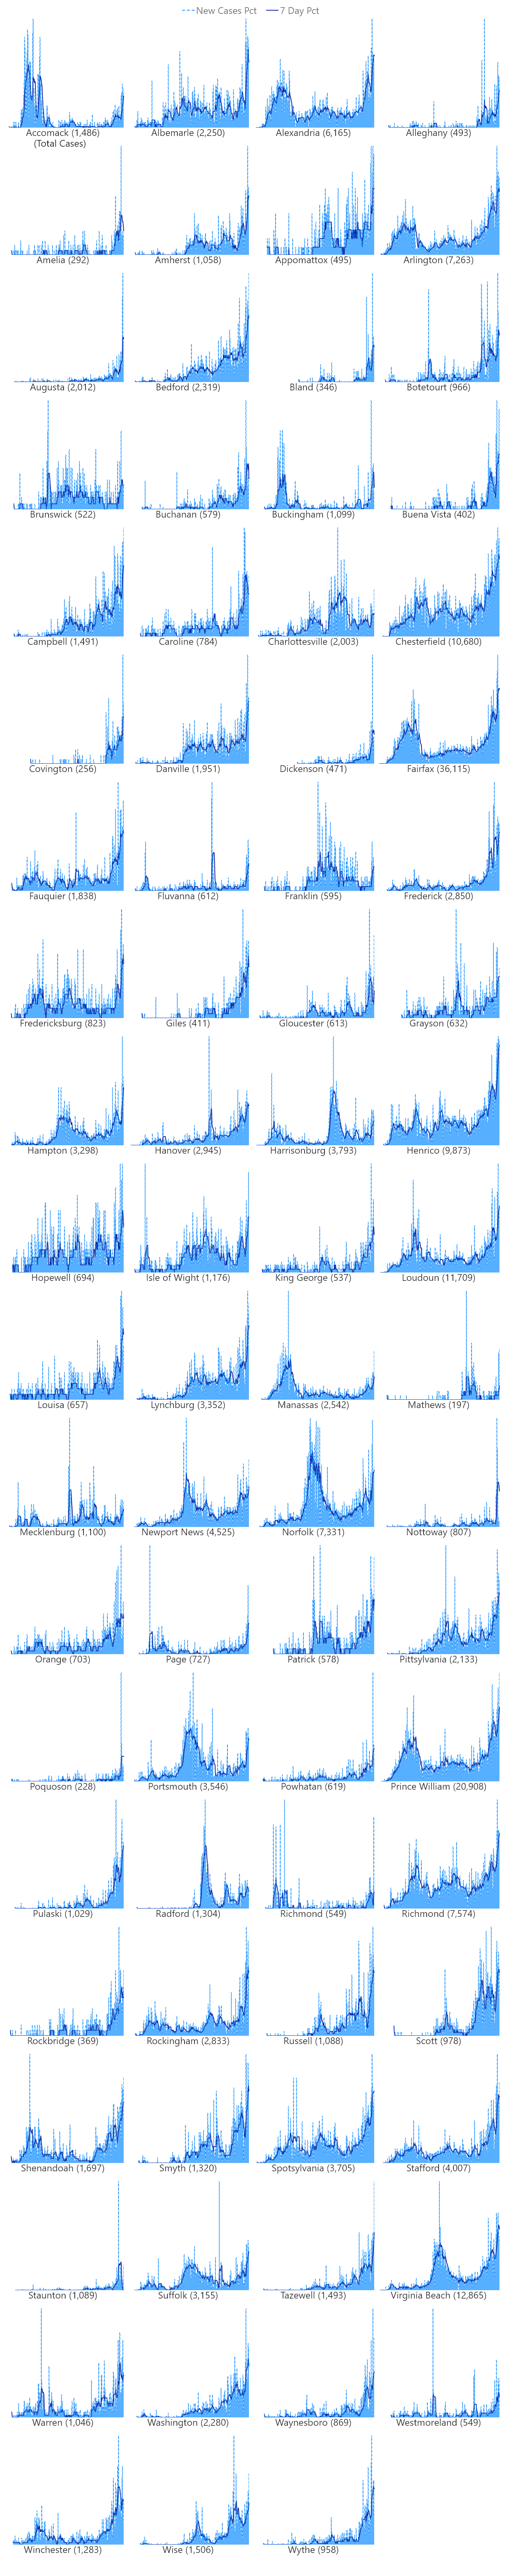 New Cases Pct 7 Day Pct
Accomack (1,486) Albemarle (2,250) Alexandria (6,165) Alleghany (493)
(Total Cases)
Amelia (292) Amherst (1,058) Appomattox (495) Arlington (7,263)
Augusta (2,012) Bedford (2,319) Bland (346) Botetourt (966)
Brunswick (522) Buchanan (579) Buckingham (1,099) Buena Vista (402)
Campbell (1,491) Caroline (784) Charlottesville (2,003) Chesterfield (10,680)
Covington (256) Danville (1,951) Dickenson (471) Fairfax (36,115)
Fauquier (1,838) Fluvanna (612) Franklin (595) Frederick (2,850)
Fredericksburg (823) Giles (411) Gloucester (613) Grayson (632)
Hampton (3,298) Hanover (2,945) Harrisonburg (3,793) Henrico (9,873)
Hopewell (694) Isle of Wight (1,176) King George (537) Loudoun (11,709)
Louisa (657) Lynchburg (3,352) Manassas (2,542) Mathews (197)
Mecklenburg (1,100) Newport News (4,525) Norfolk (7,331) Nottoway (807)
Orange (703) Page (727) Patrick (578) Pittsylvania (2,133)
Poquoson (228) Portsmouth (3,546) Powhatan (619) Prince William (20,908)
Pulaski (1,029) Radford (1,304) Richmond (549) Richmond (7,574)
Rockbridge (369) Rockingham (2,833) Russell (1,088) Scott (978)
Shenandoah (1,697) Smyth (1,320) Spotsylvania (3,705) Stafford (4,007)
Staunton (1,089) Suffolk (3,155) Tazewell (1,493) Virginia Beach (12,865)
Warren (1,046) Washington (2,280) Waynesboro (869) Westmoreland (549)
Winchester (1,283) Wise (1,506) Wythe (958)